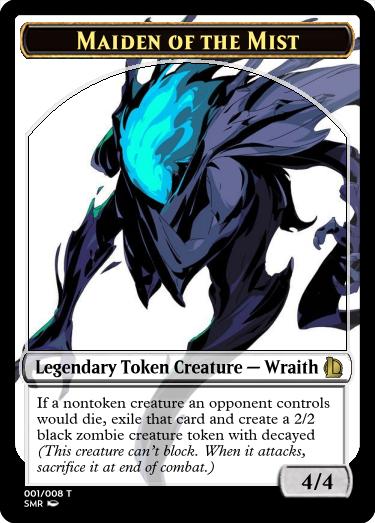 Maiden of the Mist
Legendary Token Creature — Wraith
If a nontoken creature an opponent controls
would die, exile that card and create a 2/2
black zombie creature token with decayed
(This creature can't block. When it attacks,
sacrifice it at end of combat.)
4/4
001/008 T
SMR